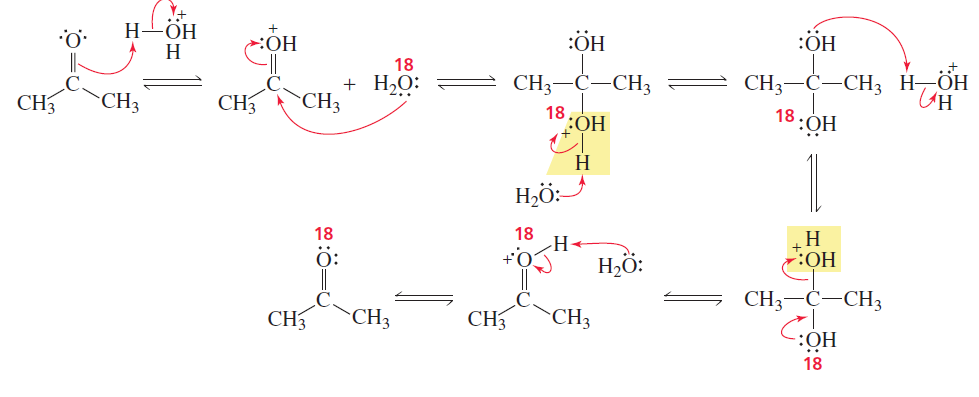 :O: H—OH +
H
C
CH3 CH3
+
:OH
C
CH3 CH3
+
18
H2O:
:OH
CH3—C—CH3
18 :OH
+
H
H2O:
:OH
CH3—C—CH3
18 :OH
H—OH +
H
18
O:
C
CH3 CH3
18
+O H
C
CH3 CH3
H2O:
H
+ :OH
CH3—C—CH3
:OH
18